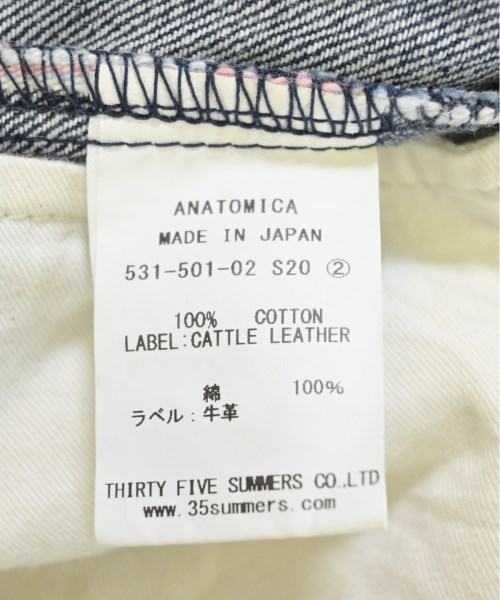 ANATOMICA
MADE IN JAPAN
531-501-02 S20 ②
100% COTTON
LABEL:CATTLE LEATHER
綿 100%
ラベル:牛革
THIRTY FIVE SUMMERS CO.,LTD
www.35summers.com